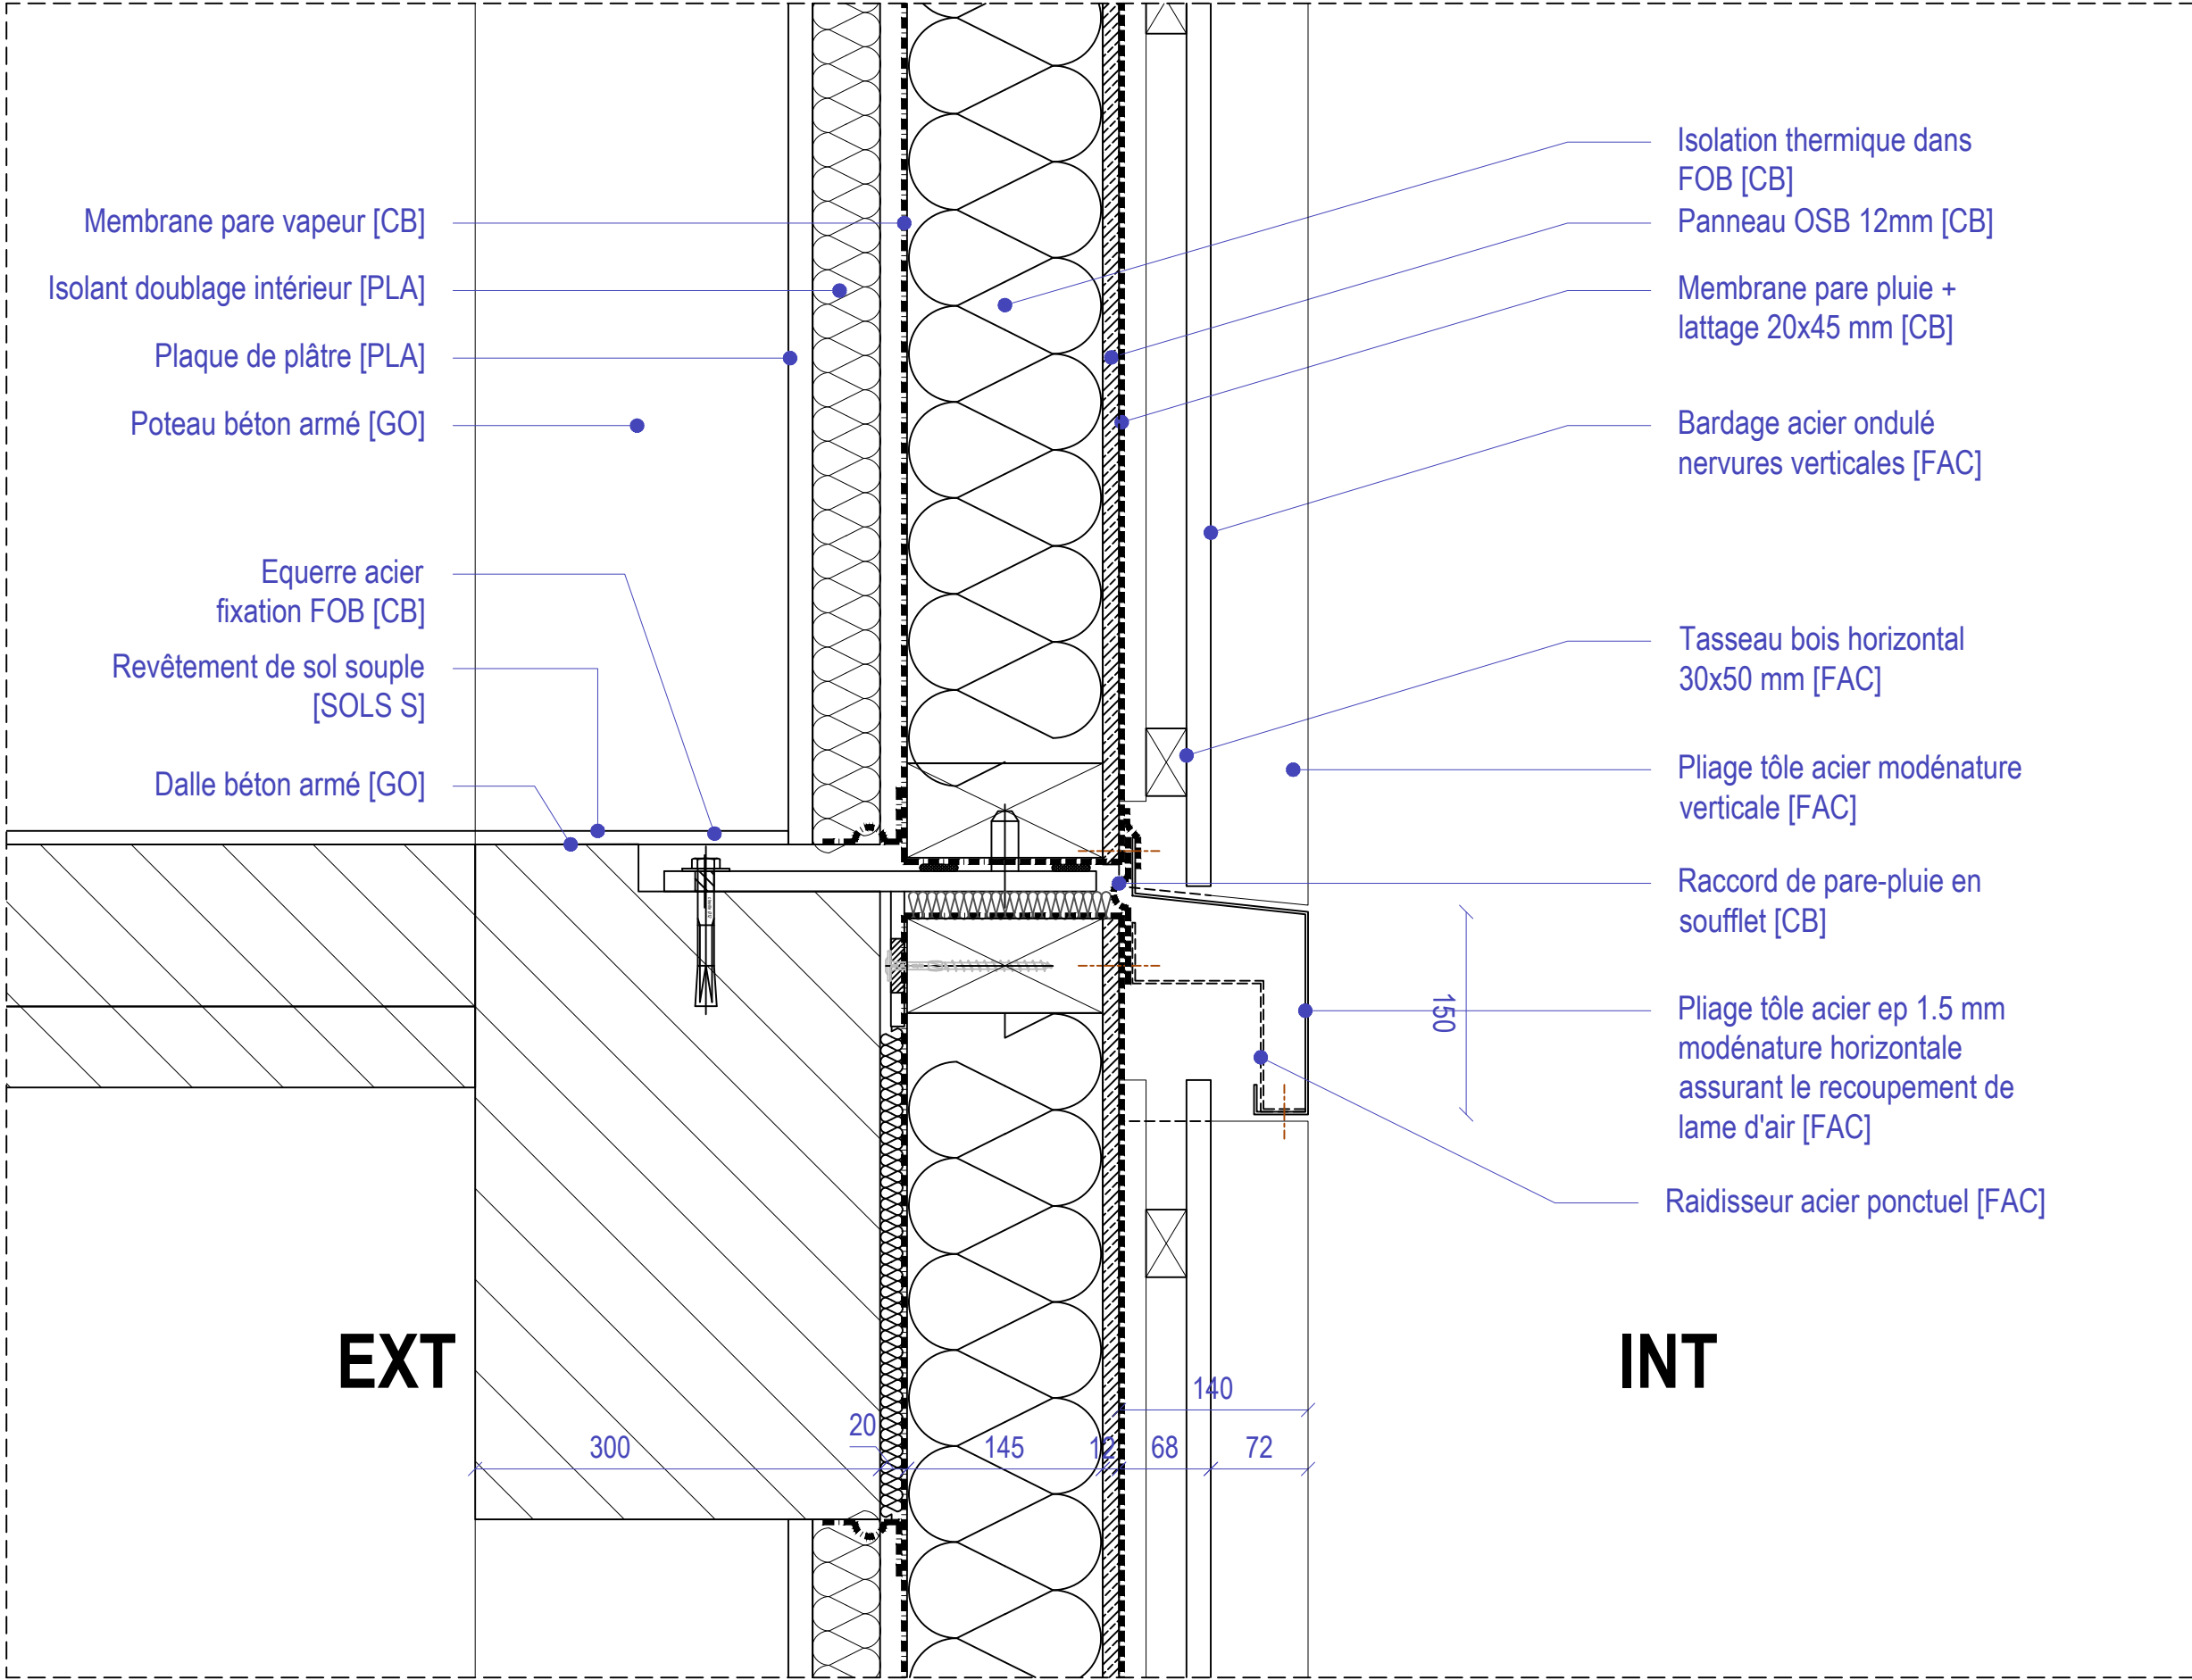 Membrane pare vapeur [CB]
Isolant doublage intérieur [PLA]
Plaque de plâtre [PLA]
Poteau béton armé [GO]
Equerre acier
fixation FOB [CB]
Revêtement de sol souple
[SOLS S]
Dalle béton armé [GO]
Isolation thermique dans
FOB [CB]
Panneau OSB 12mm [CB]
Membrane pare pluie +
lattage 20x45 mm [CB]
Bardage acier ondulé
nervures verticales [FAC]
Tasseau bois horizontal
30x50 mm [FAC]
Pliage tôle acier modénature
verticale [FAC]
Raccord de pare-pluie en
soufflet [CB]
Pliage tôle acier ep 1.5 mm
modénature horizontale
assurant le recoupement de
lame d'air [FAC]
Raidisseur acier ponctuel [FAC]
150
EXT
INT
140
300
20
145
12
68
72